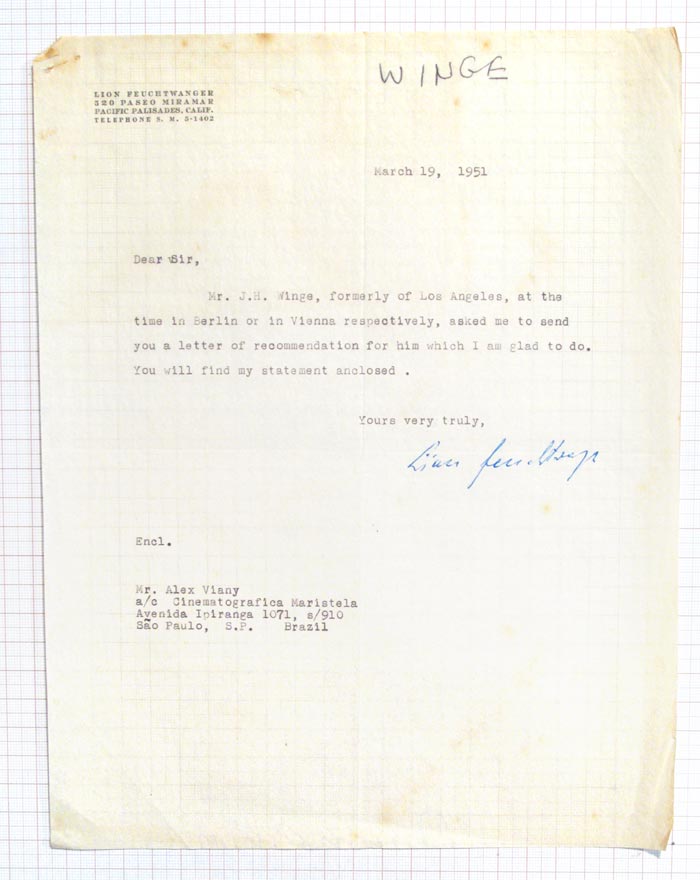 WINGE
LION FEUCHTWANGER
520 PASEO MIRAMAR
PACIFIC PALISADES, CALIF.
TELEPHONE S. M. 5-1402
March 19, 1951
Dear Sir,
Mr. J.H. Winge, formerly of Los Angeles, at the
time in Berlin or in Vienna respectively, asked me to send
you a letter of recommendation for him which I am glad to do.
You will find my statement anclosed .
Yours very truly,
Lion Feuchtwanger
Encl.
Mr. Alex Viany
a/c Cinematografica Maristela
Avenida Ipiranga 1071, s/910
São Paulo, S.P. Brazil